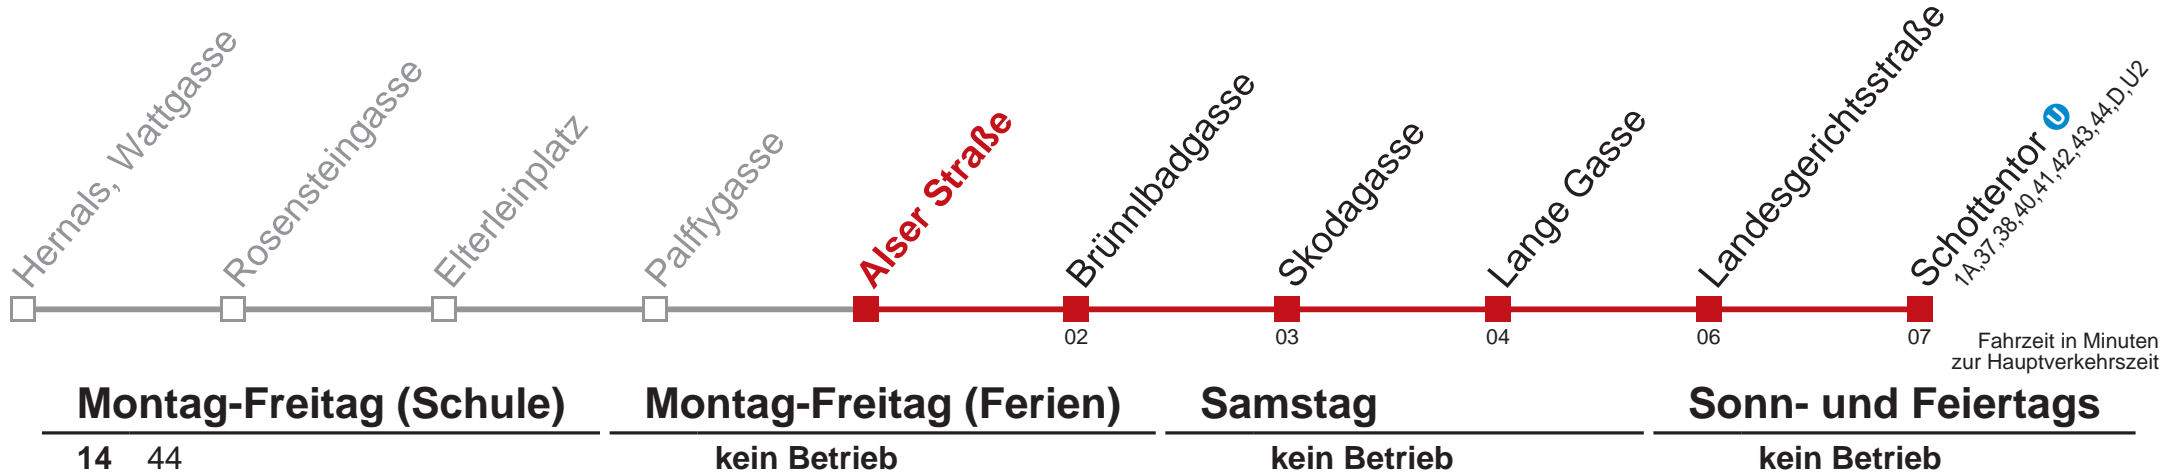 Hernals, Wattgasse
Rosensteingasse
Elterleinplatz
Palffygasse
Alser Straße
Brünnlbadgasse
Skodagasse
Lange Gasse
Landesgerichtsstraße
Schottentor U
1A,37,38,40,41,42,43,44,D,U2
02 03 04 06 07
Fahrzeit in Minuten
zur Hauptverkehrszeit
Montag-Freitag (Schule) Montag-Freitag (Ferien) Samstag Sonn- und Feiertags
14 44 kein Betrieb kein Betrieb kein Betrieb